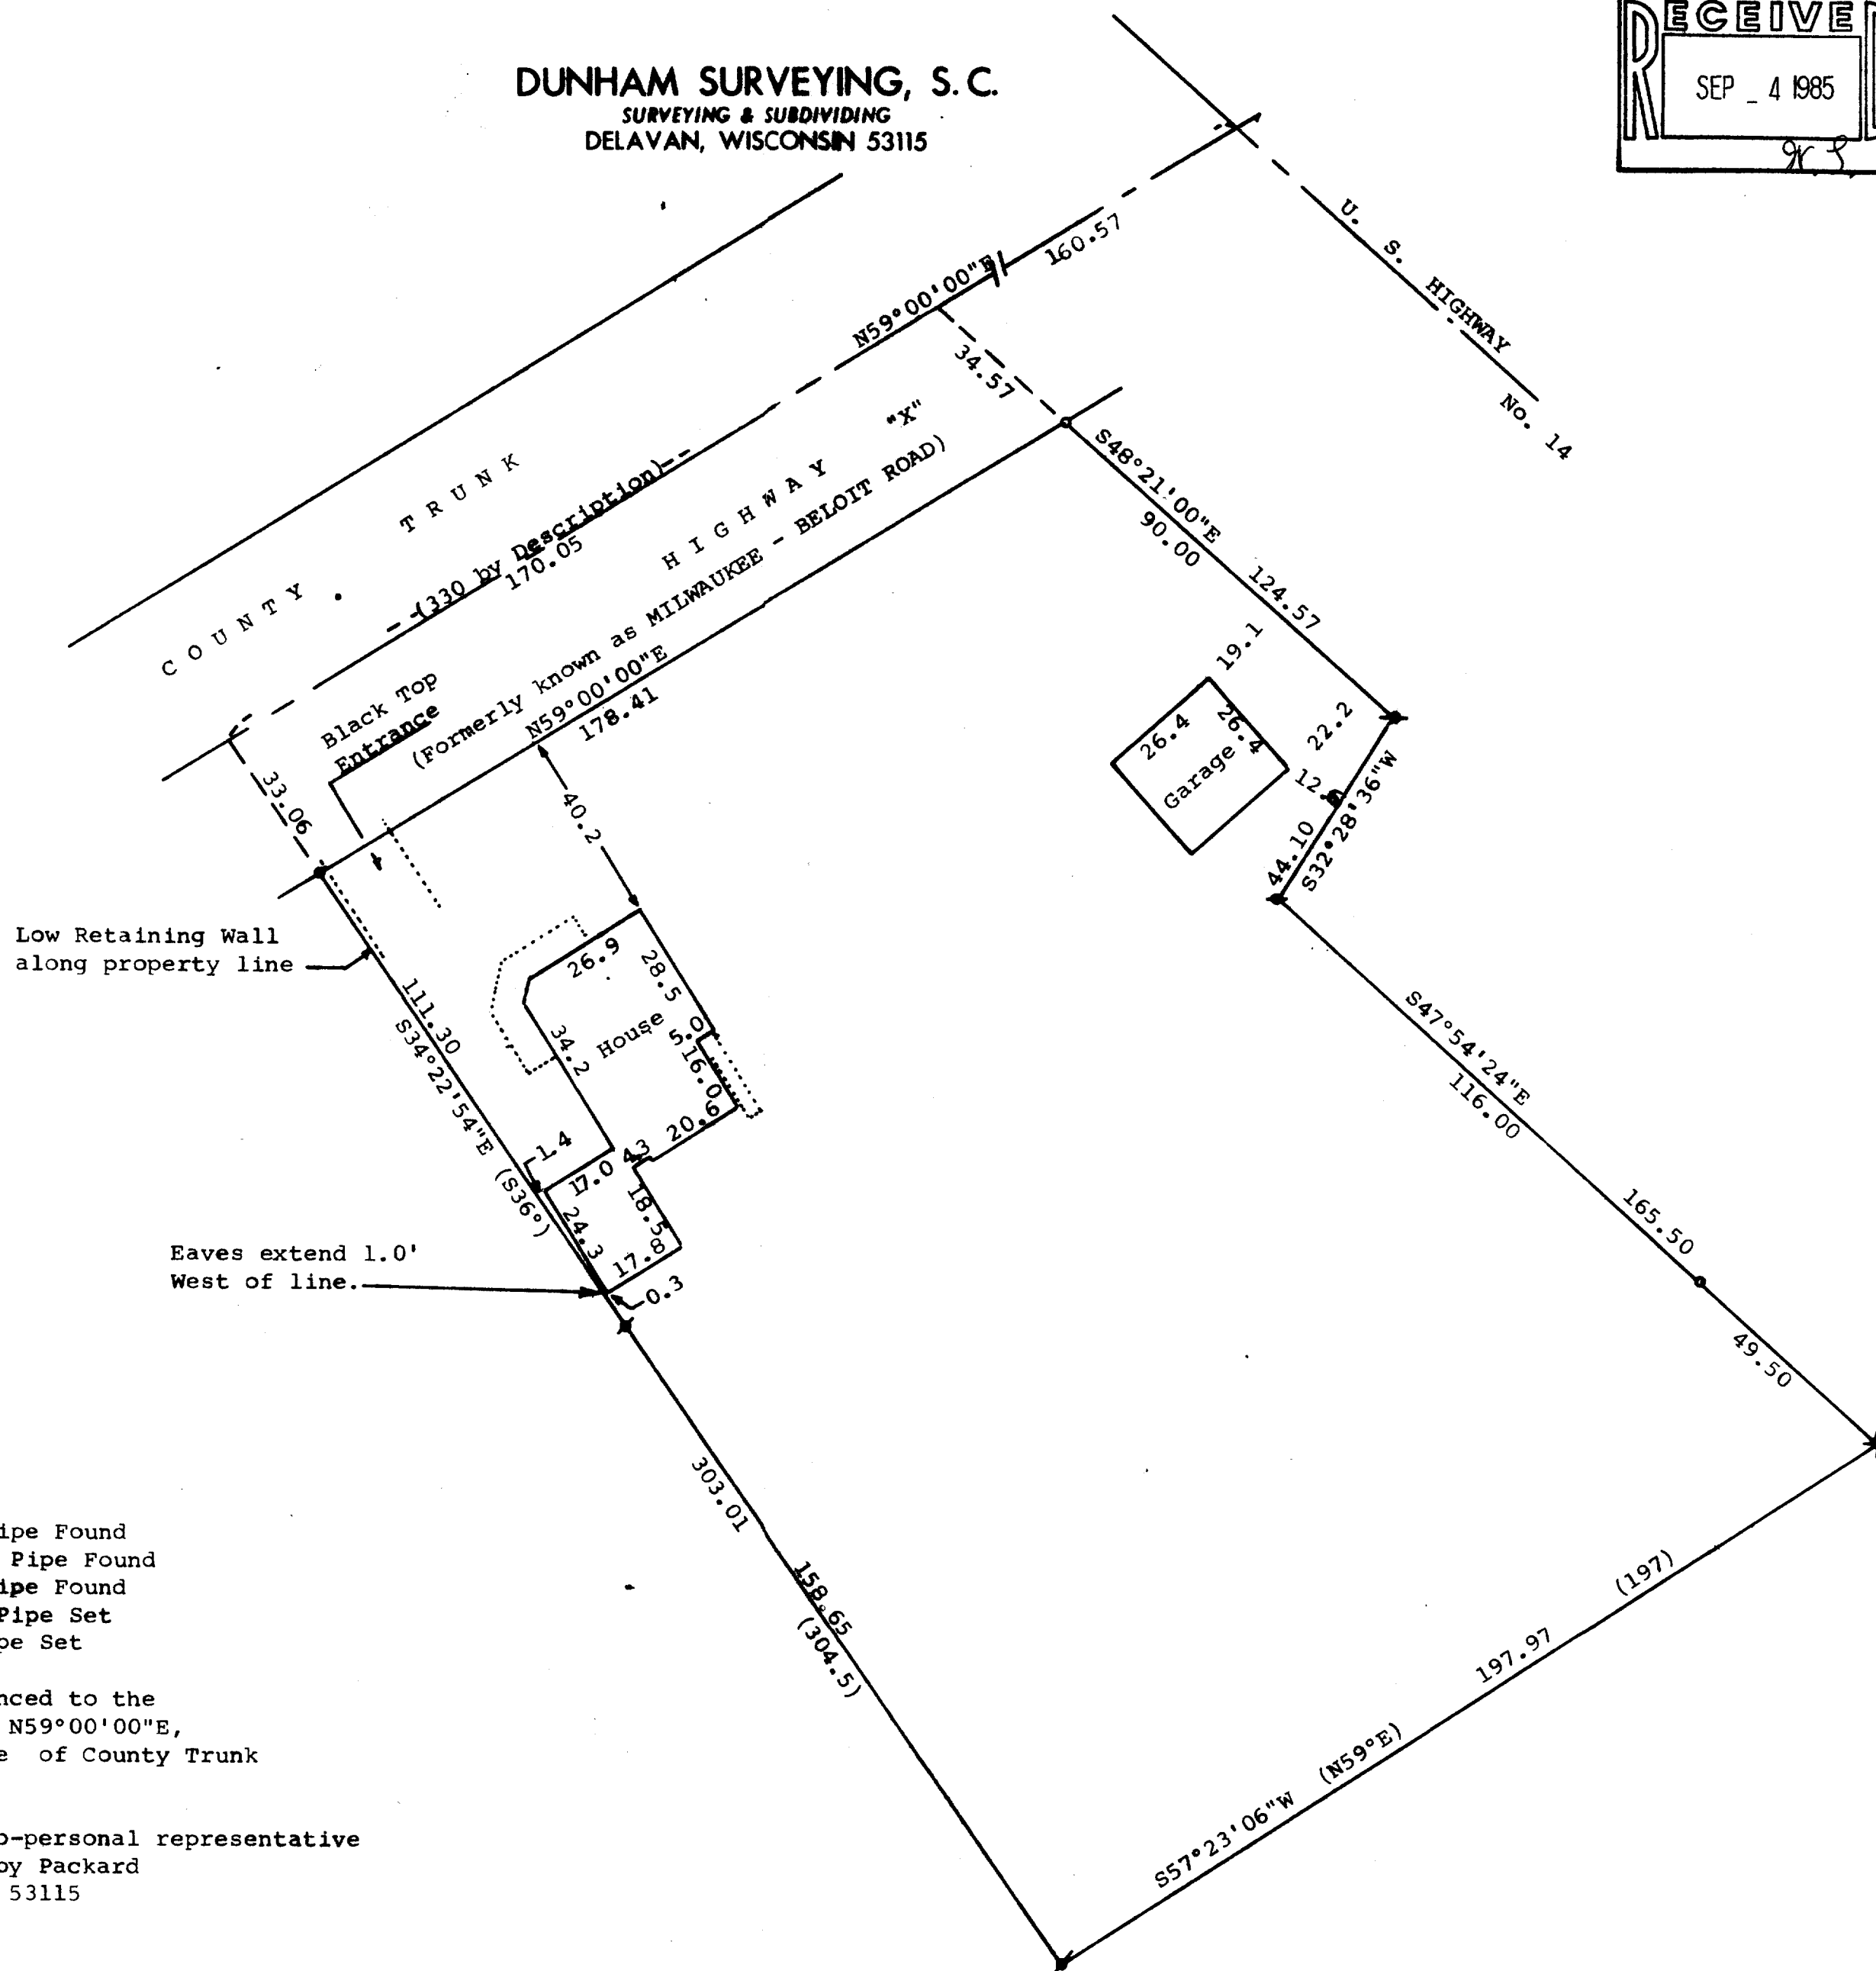 DUNHAM SURVEYING, S.C.
SURVEYING & SUBDIVIDING
DELAVAN, WISCONSIN 53115
RECEIVED
SEP _ 4 1985
U. S. HIGHWAY No. 14
160.57
N59°00'00"E
34.57
COUNTY TRUNK HIGHWAY "X"
--(330 by Description)--
170.05
(Formerly known as MILWAUKEE - BELOIT ROAD)
N59°00'00"E
178.41
Black Top
Entrance
33.06
40.2
S48°21'00"E
90.00
124.57
19.1
22.2
26.4
26.4
Garage
12.
44.10
S32°28'36"W
Low Retaining Wall
along property line
111.30
S34°22'54"E (S36°)
26.9
28.5
34.2
House
5.0
16.0
20.6
4.3
1.4
17.0
18.5
24.3
17.8
0.3
Eaves extend 1.0'
West of line.
S47°54'24"E
116.00
165.50
49.50
303.01
158.65
(304.5)
(197)
197.97
S57°23'06"W (N59°E)
ipe Found
Pipe Found
ipe Found
Pipe Set
pe Set
nced to the
N59°00'00"E,
e of County Trunk
o-personal representative
oy Packard
53115